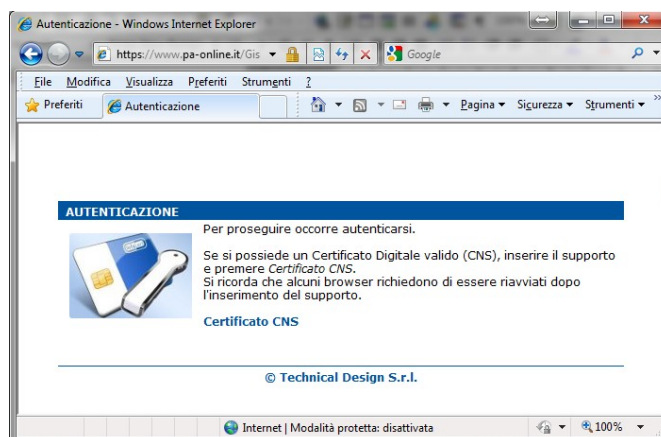 Autenticazione - Windows Internet Explorer
https://www.pa-online.it/Gis
Google
File Modifica Visualizza Preferiti Strumenti ?
Preferiti Autenticazione Pagina Sicurezza Strumenti »
AUTENTICAZIONE
Per proseguire occorre autenticarsi.
Se si possiede un Certificato Digitale valido (CNS), inserire il supporto
e premere Certificato CNS.
Si ricorda che alcuni browser richiedono di essere riavviati dopo
l'inserimento del supporto.
Certificato CNS
© Technical Design S.r.l.
Internet | Modalità protetta: disattivata 100%